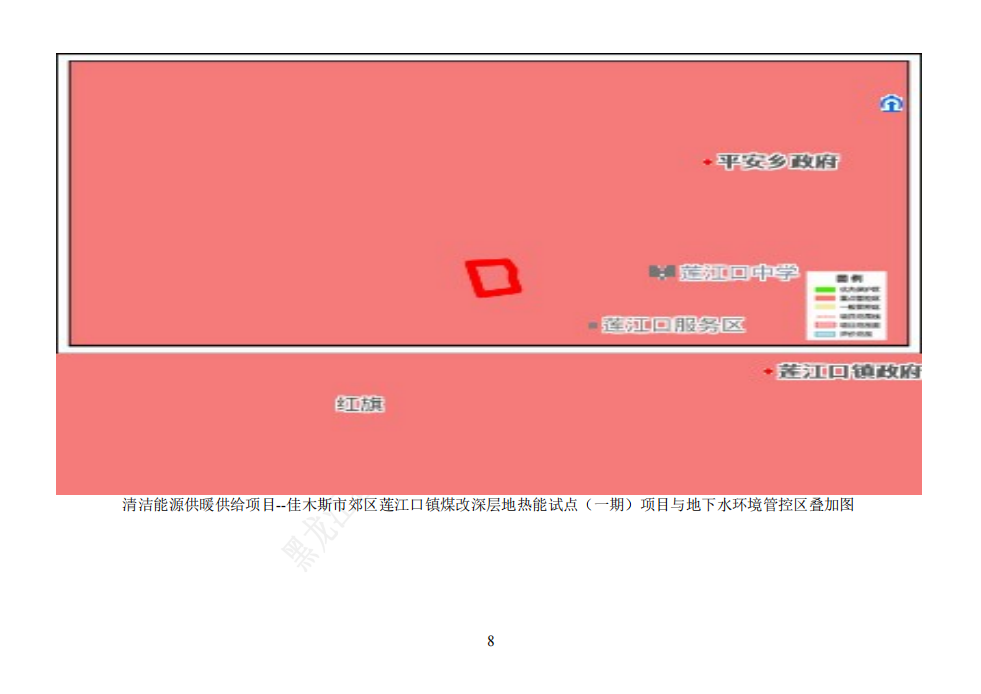 平安乡政府
莲江口中学
图例
莲江口服务区
莲江口镇政府
红旗
清洁能源供暖供给项目--佳木斯市郊区莲江口镇煤改深层地热能试点（一期）项目与地下水环境管控区叠加图
黑龙江
8